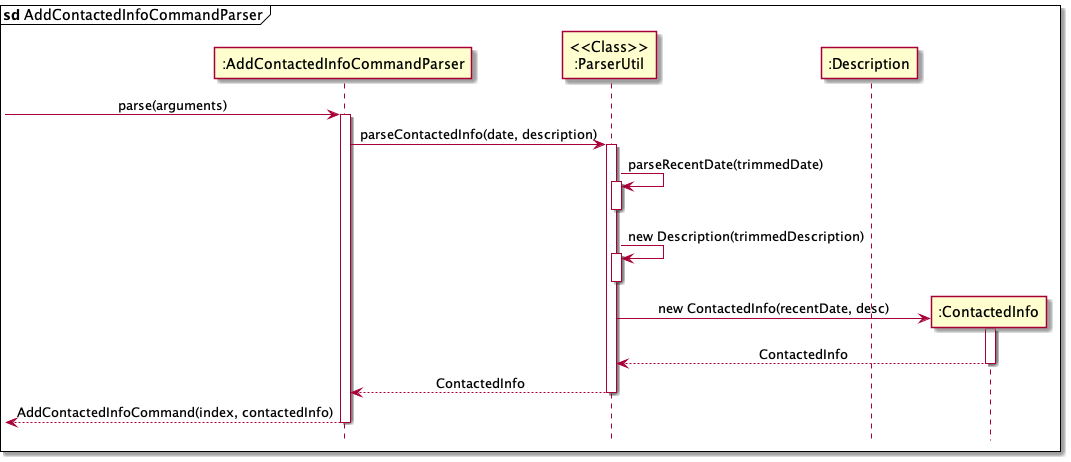 sd AddContactedInfoCommandParser
<<Class>>
:AddContactedInfoCommandParser
:ParserUtil
:Description
parse(arguments)
parseContactedInfo(date, description)
parseRecentDate(trimmedDate)
new Description(trimmedDescription)
new ContactedInfo(recentDate, desc)
:ContactedInfo
ContactedInfo
ContactedInfo
AddContactedInfoCommand(index, contactedInfo)